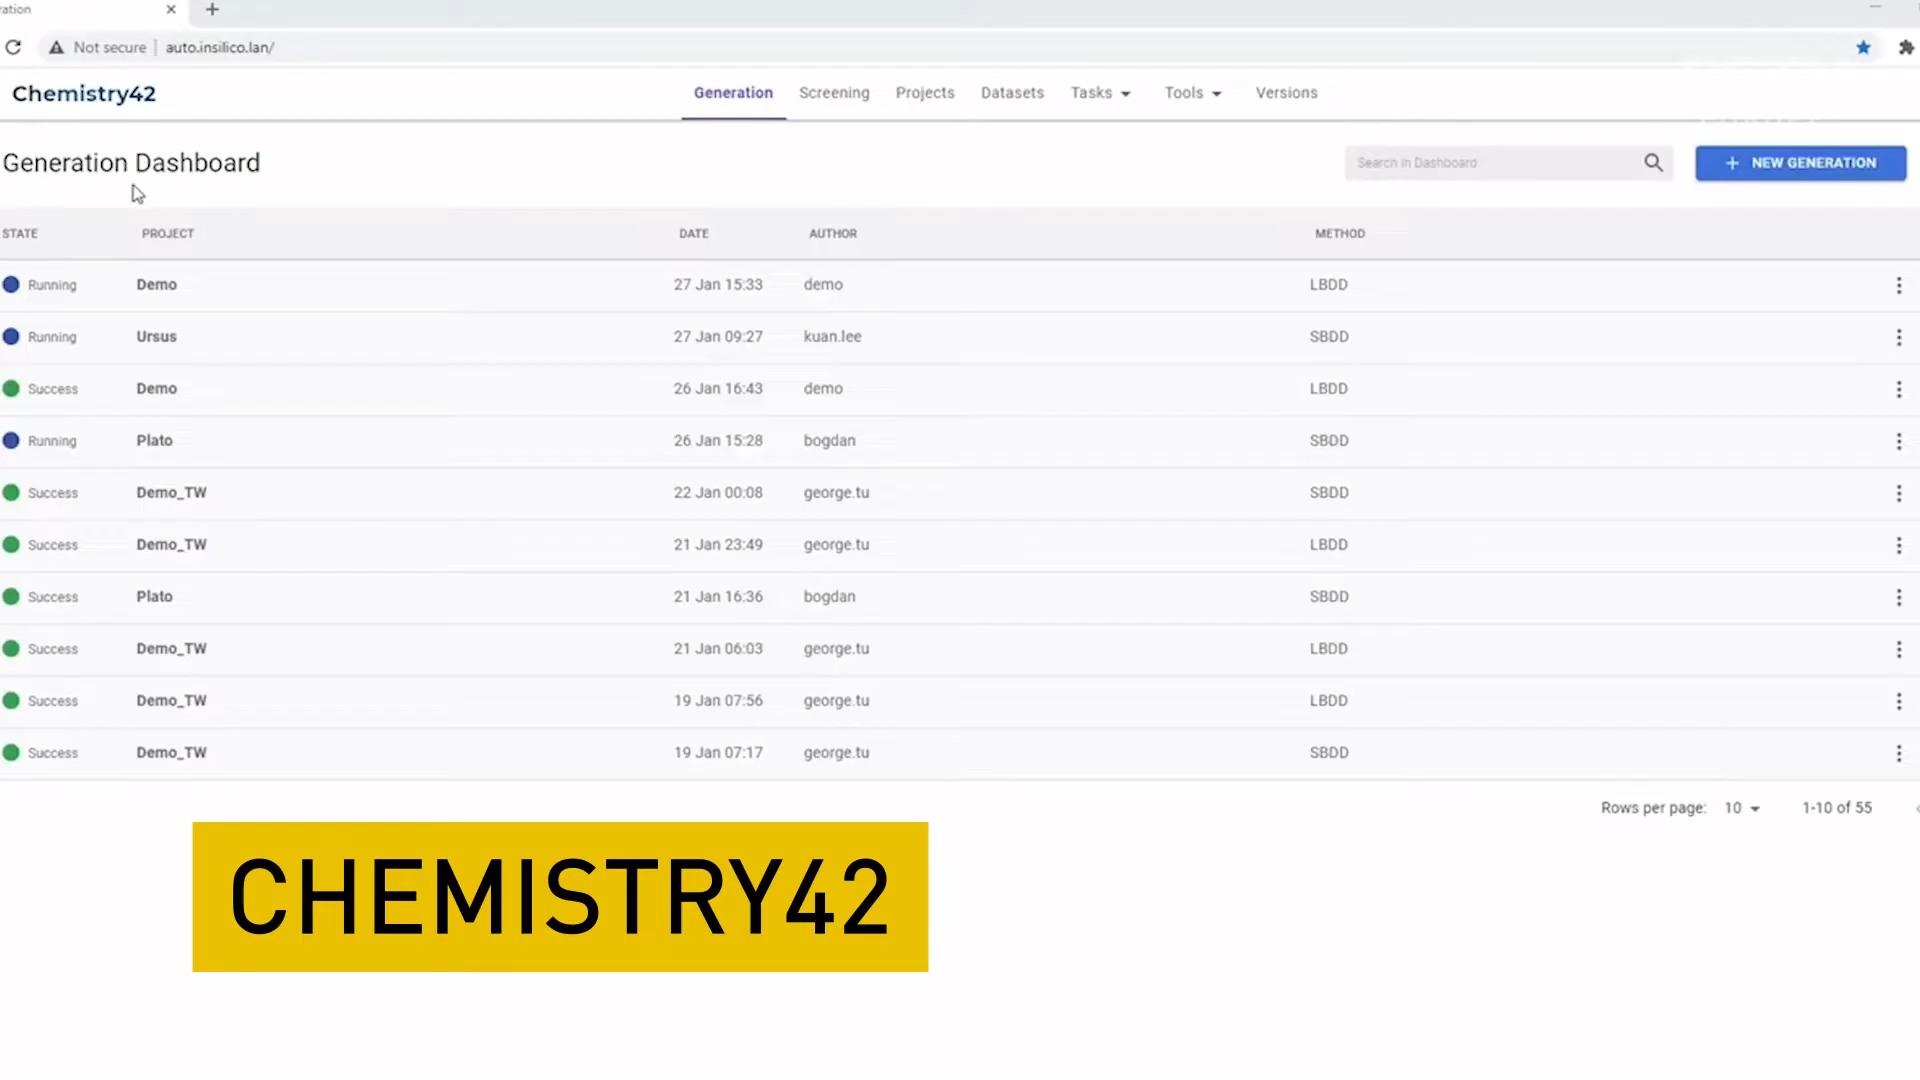 ration
Not secure auto.insilico.lan/
Chemistry42 Generation Screening Projects Datasets Tasks Tools Versions
Generation Dashboard Search in Dashboard + NEW GENERATION
STATE PROJECT DATE AUTHOR METHOD
Running Demo 27 Jan 15:33 demo LBDD
Running Ursus 27 Jan 09:27 kuan.lee SBDD
Success Demo 26 Jan 16:43 demo LBDD
Running Plato 26 Jan 15:28 bogdan SBDD
Success Demo_TW 22 Jan 00:08 george.tu SBDD
Success Demo_TW 21 Jan 23:49 george.tu LBDD
Success Plato 21 Jan 16:36 bogdan SBDD
Success Demo_TW 21 Jan 06:03 george.tu LBDD
Success Demo_TW 19 Jan 07:56 george.tu LBDD
Success Demo_TW 19 Jan 07:17 george.tu SBDD
Rows per page: 10 1-10 of 55
CHEMISTRY42